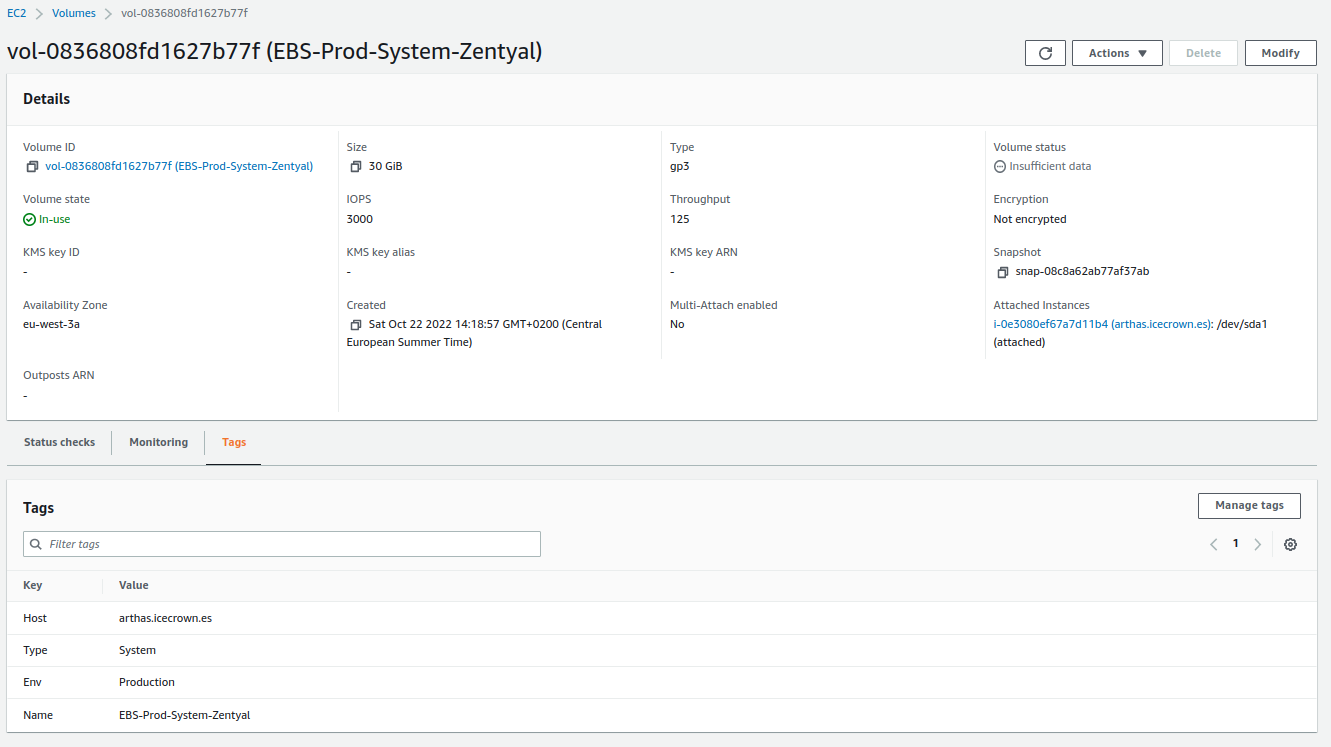 EC2 Volumes vol-0836808fd1627b77f
vol-0836808fd1627b77f (EBS-Prod-System-Zentyal)
Actions
Delete
Modify
Details
Volume ID
vol-0836808fd1627b77f (EBS-Prod-System-Zentyal)
Size
30 GiB
Type
gp3
Volume status
Insufficient data
Volume state
In-use
IOPS
3000
Throughput
125
Encryption
Not encrypted
KMS key ID
-
KMS key alias
-
KMS key ARN
-
Snapshot
snap-08c8a62ab77af37ab
Availability Zone
eu-west-3a
Created
Sat Oct 22 2022 14:18:57 GMT+0200 (Central
European Summer Time)
Multi-Attach enabled
No
Attached Instances
i-0e3080ef67a7d11b4 (arthas.icecrown.es): /dev/sda1
(attached)
Outposts ARN
-
Status checks
Monitoring
Tags
Tags
Manage tags
Filter tags
1
Key Value
Host arthas.icecrown.es
Type System
Env Production
Name EBS-Prod-System-Zentyal